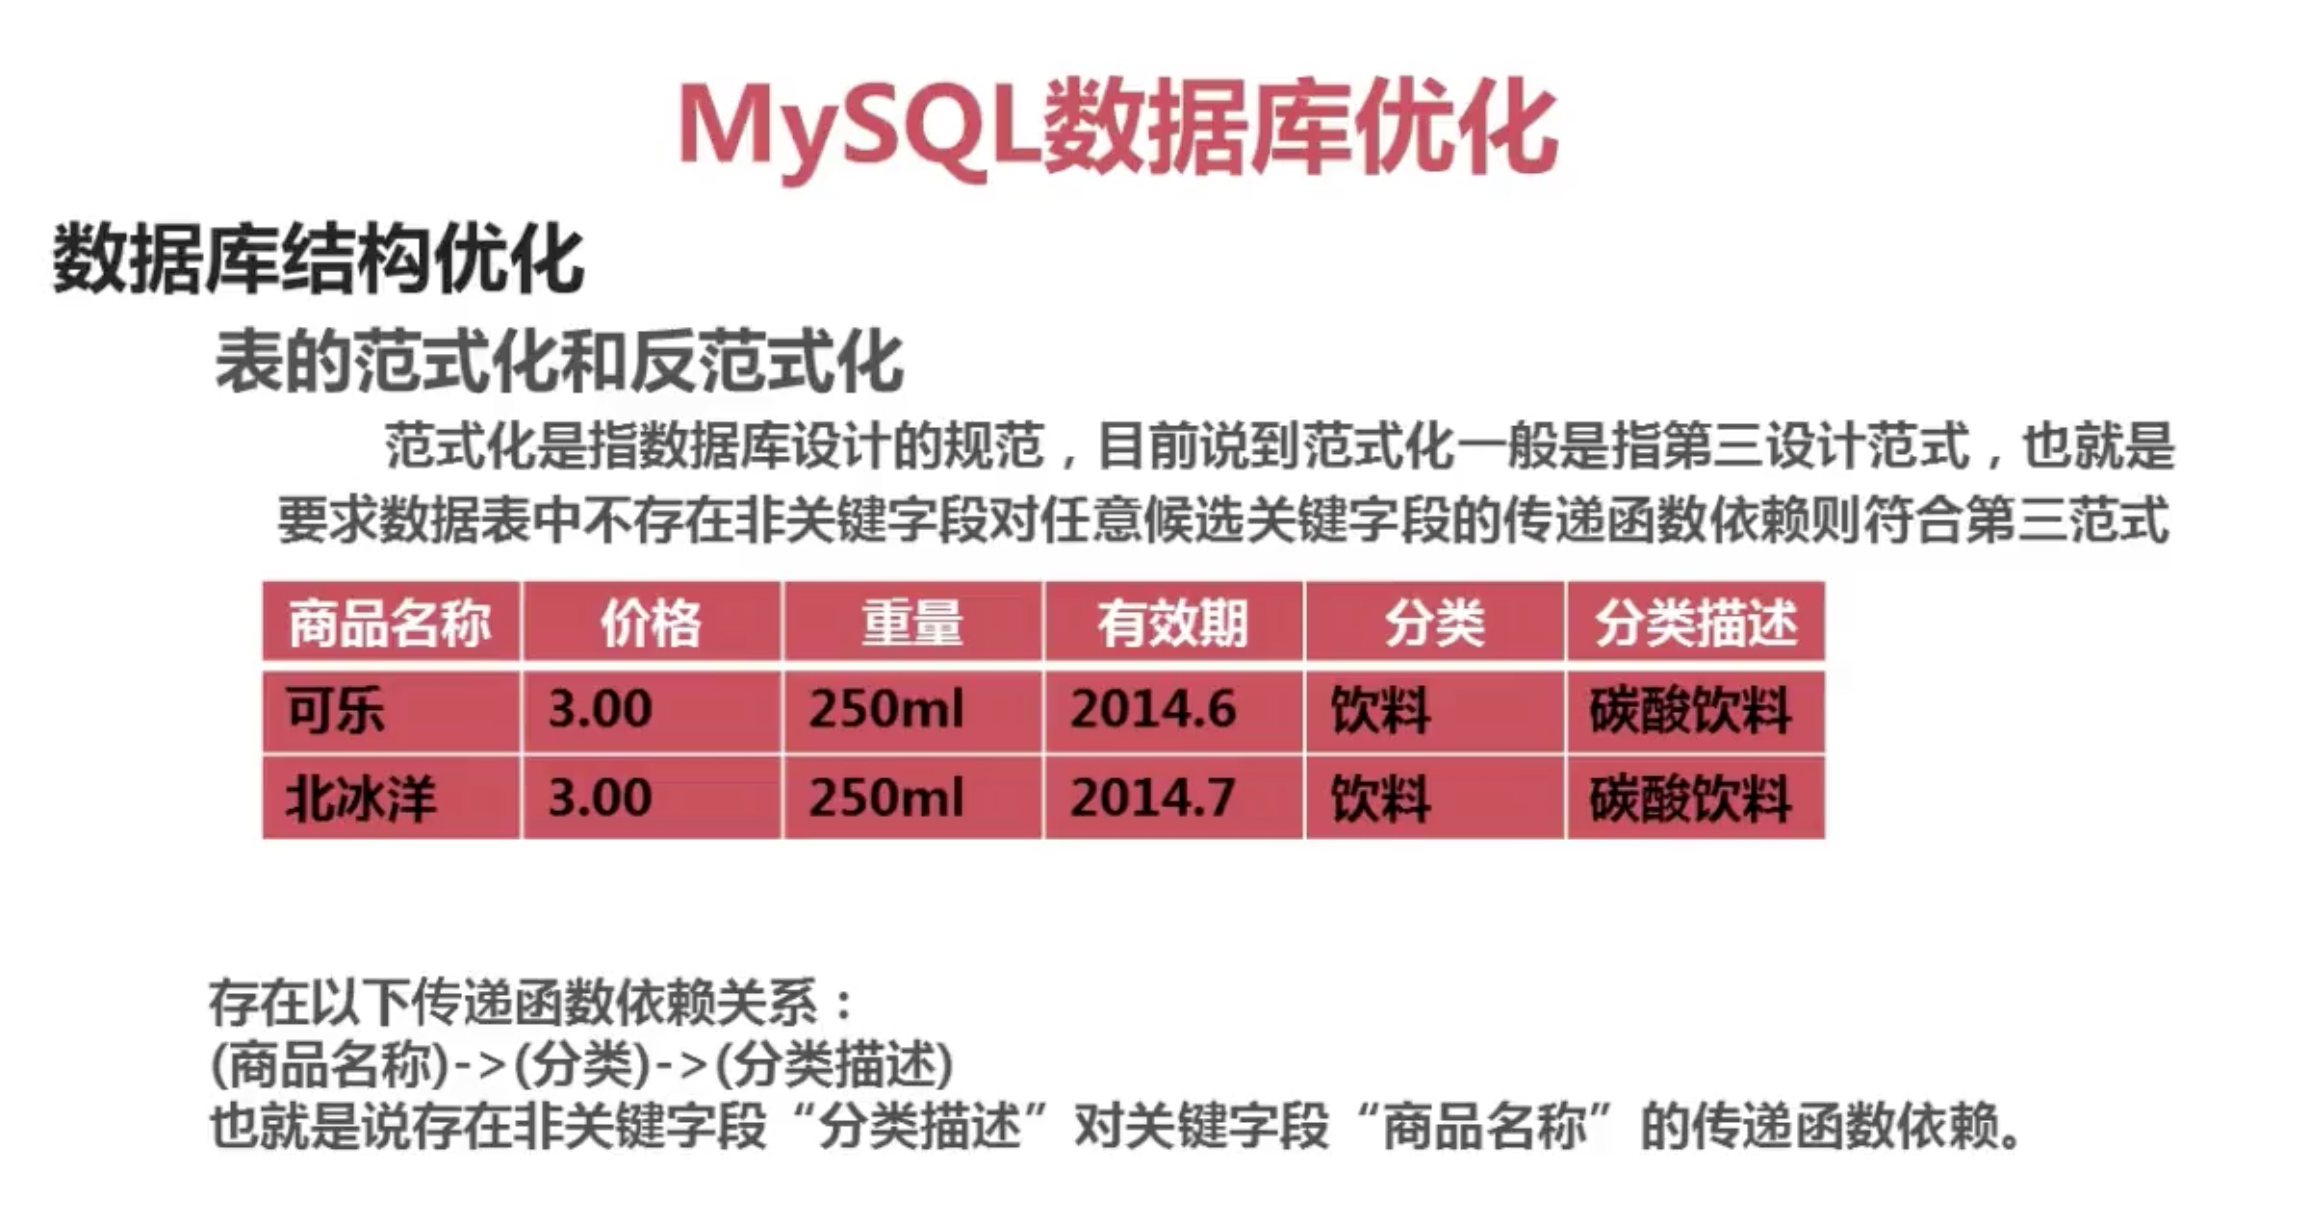 MySQL数据库优化
数据库结构优化
表的范式化和反范式化
范式化是指数据库设计的规范，目前说到范式化一般是指第三设计范式，也就是
要求数据表中不存在非关键字段对任意候选关键字段的传递函数依赖则符合第三范式
商品名称 价格 重量 有效期 分类 分类描述
可乐 3.00 250ml 2014.6 饮料 碳酸饮料
北冰洋 3.00 250ml 2014.7 饮料 碳酸饮料
存在以下传递函数依赖关系：
(商品名称)->(分类)->(分类描述)
也就是说存在非关键字段“分类描述”对关键字段“商品名称”的传递函数依赖。